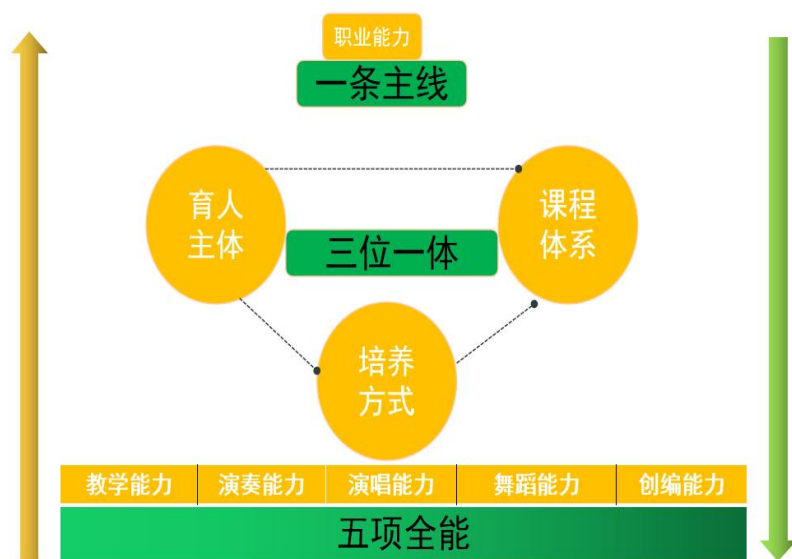 职业能力
一条主线
育人
主体
课程
体系
三位一体
培养
方式
教学能力 演奏能力 演唱能力 舞蹈能力 创编能力
五项全能